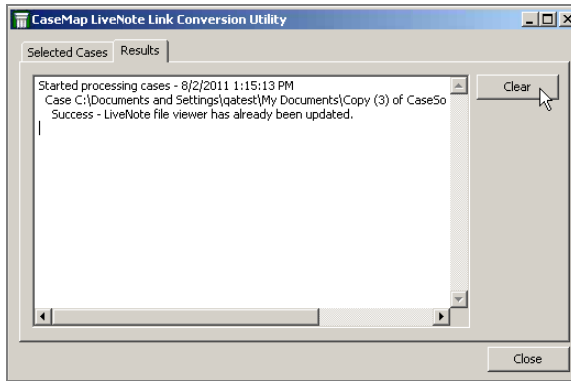 CaseMap LiveNote Link Conversion Utility
Selected Cases Results
Started processing cases - 8/2/2011 1:15:13 PM
Case C:\Documents and Settings\qatest\My Documents\Copy (3) of CaseSo
Success - LiveNote file viewer has already been updated.
Clear
Close